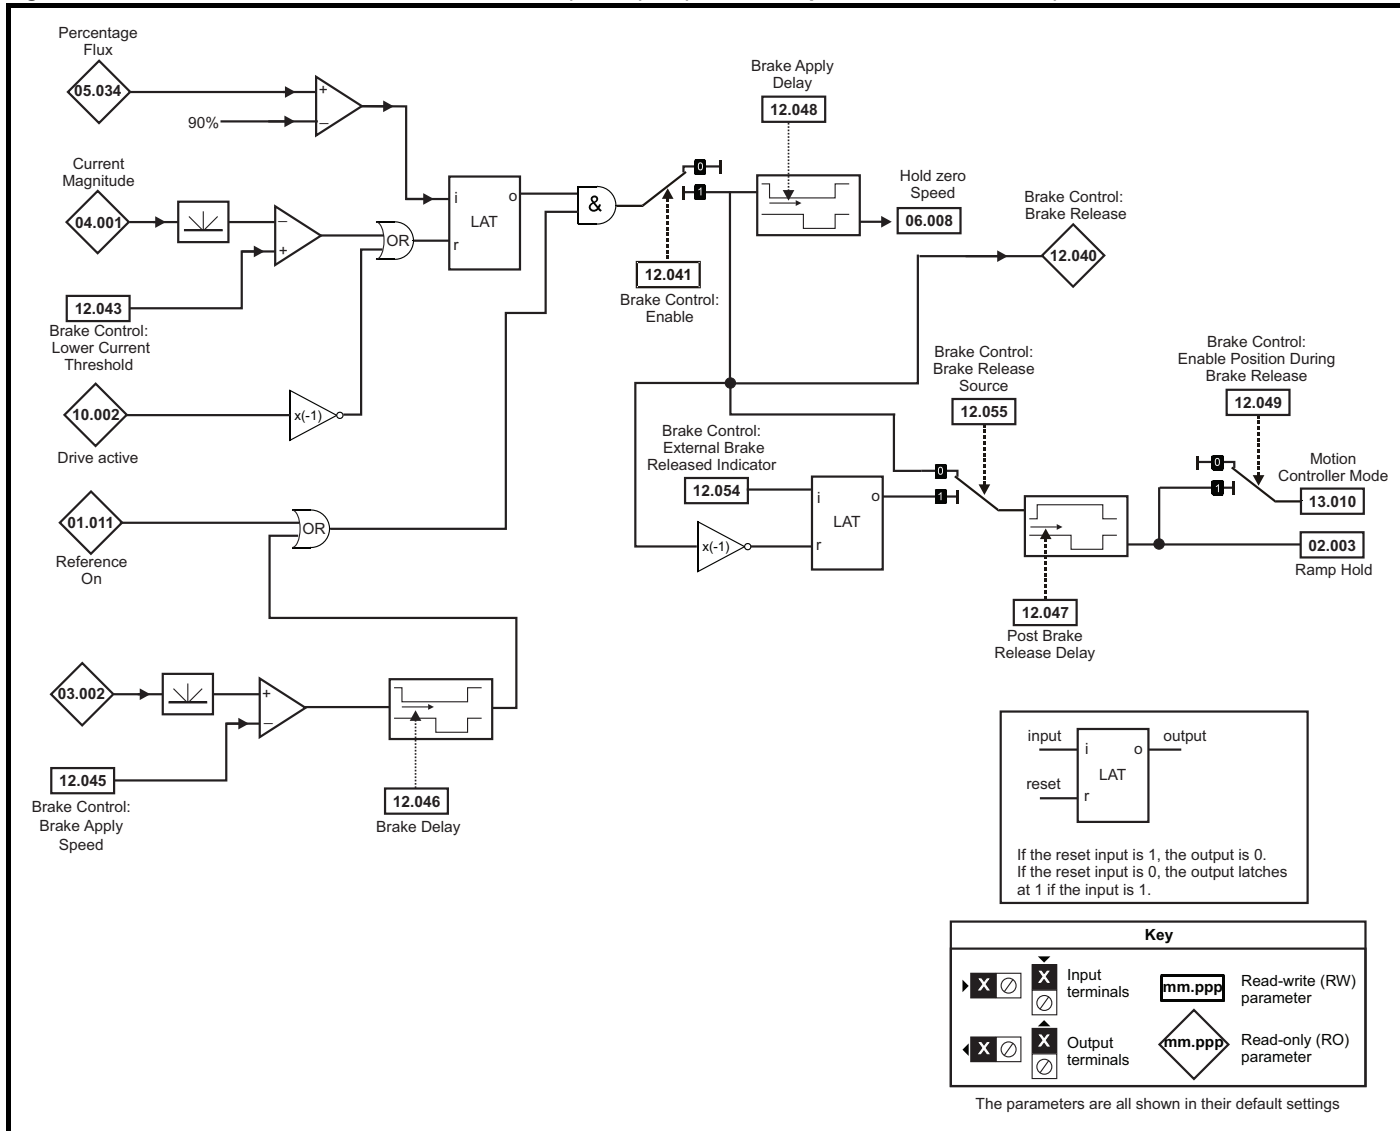 Percentage
Flux
05.034
+
90%
–
Current
Magnitude
04.001
–
+
12.043
Brake Control:
Lower Current
Threshold
OR
i
o
LAT
r
10.002
Drive active
x(-1)
01.011
Reference
On
OR
03.002
+
–
12.045
Brake Control:
Brake Apply
Speed
12.046
Brake Delay
&
0
1
12.041
Brake Control:
Enable
Brake Apply
Delay
12.048
Hold zero
Speed
06.008
Brake Control:
Brake Release
12.040
Brake Control:
External Brake
Released Indicator
12.054
i
o
LAT
r
x(-1)
Brake Control:
Brake Release
Source
12.055
0
1
12.047
Post Brake
Release Delay
Brake Control:
Enable Position During
Brake Release
12.049
0
1
Motion
Controller Mode
13.010
02.003
Ramp Hold
input
i
o
output
LAT
reset
r
If the reset input is 1, the output is 0.
If the reset input is 0, the output latches
at 1 if the input is 1.
Key
X
X
Input
terminals
mm.ppp
Read-write (RW)
parameter
X
X
Output
terminals
mm.ppp
Read-only (RO)
parameter
The parameters are all shown in their default settings